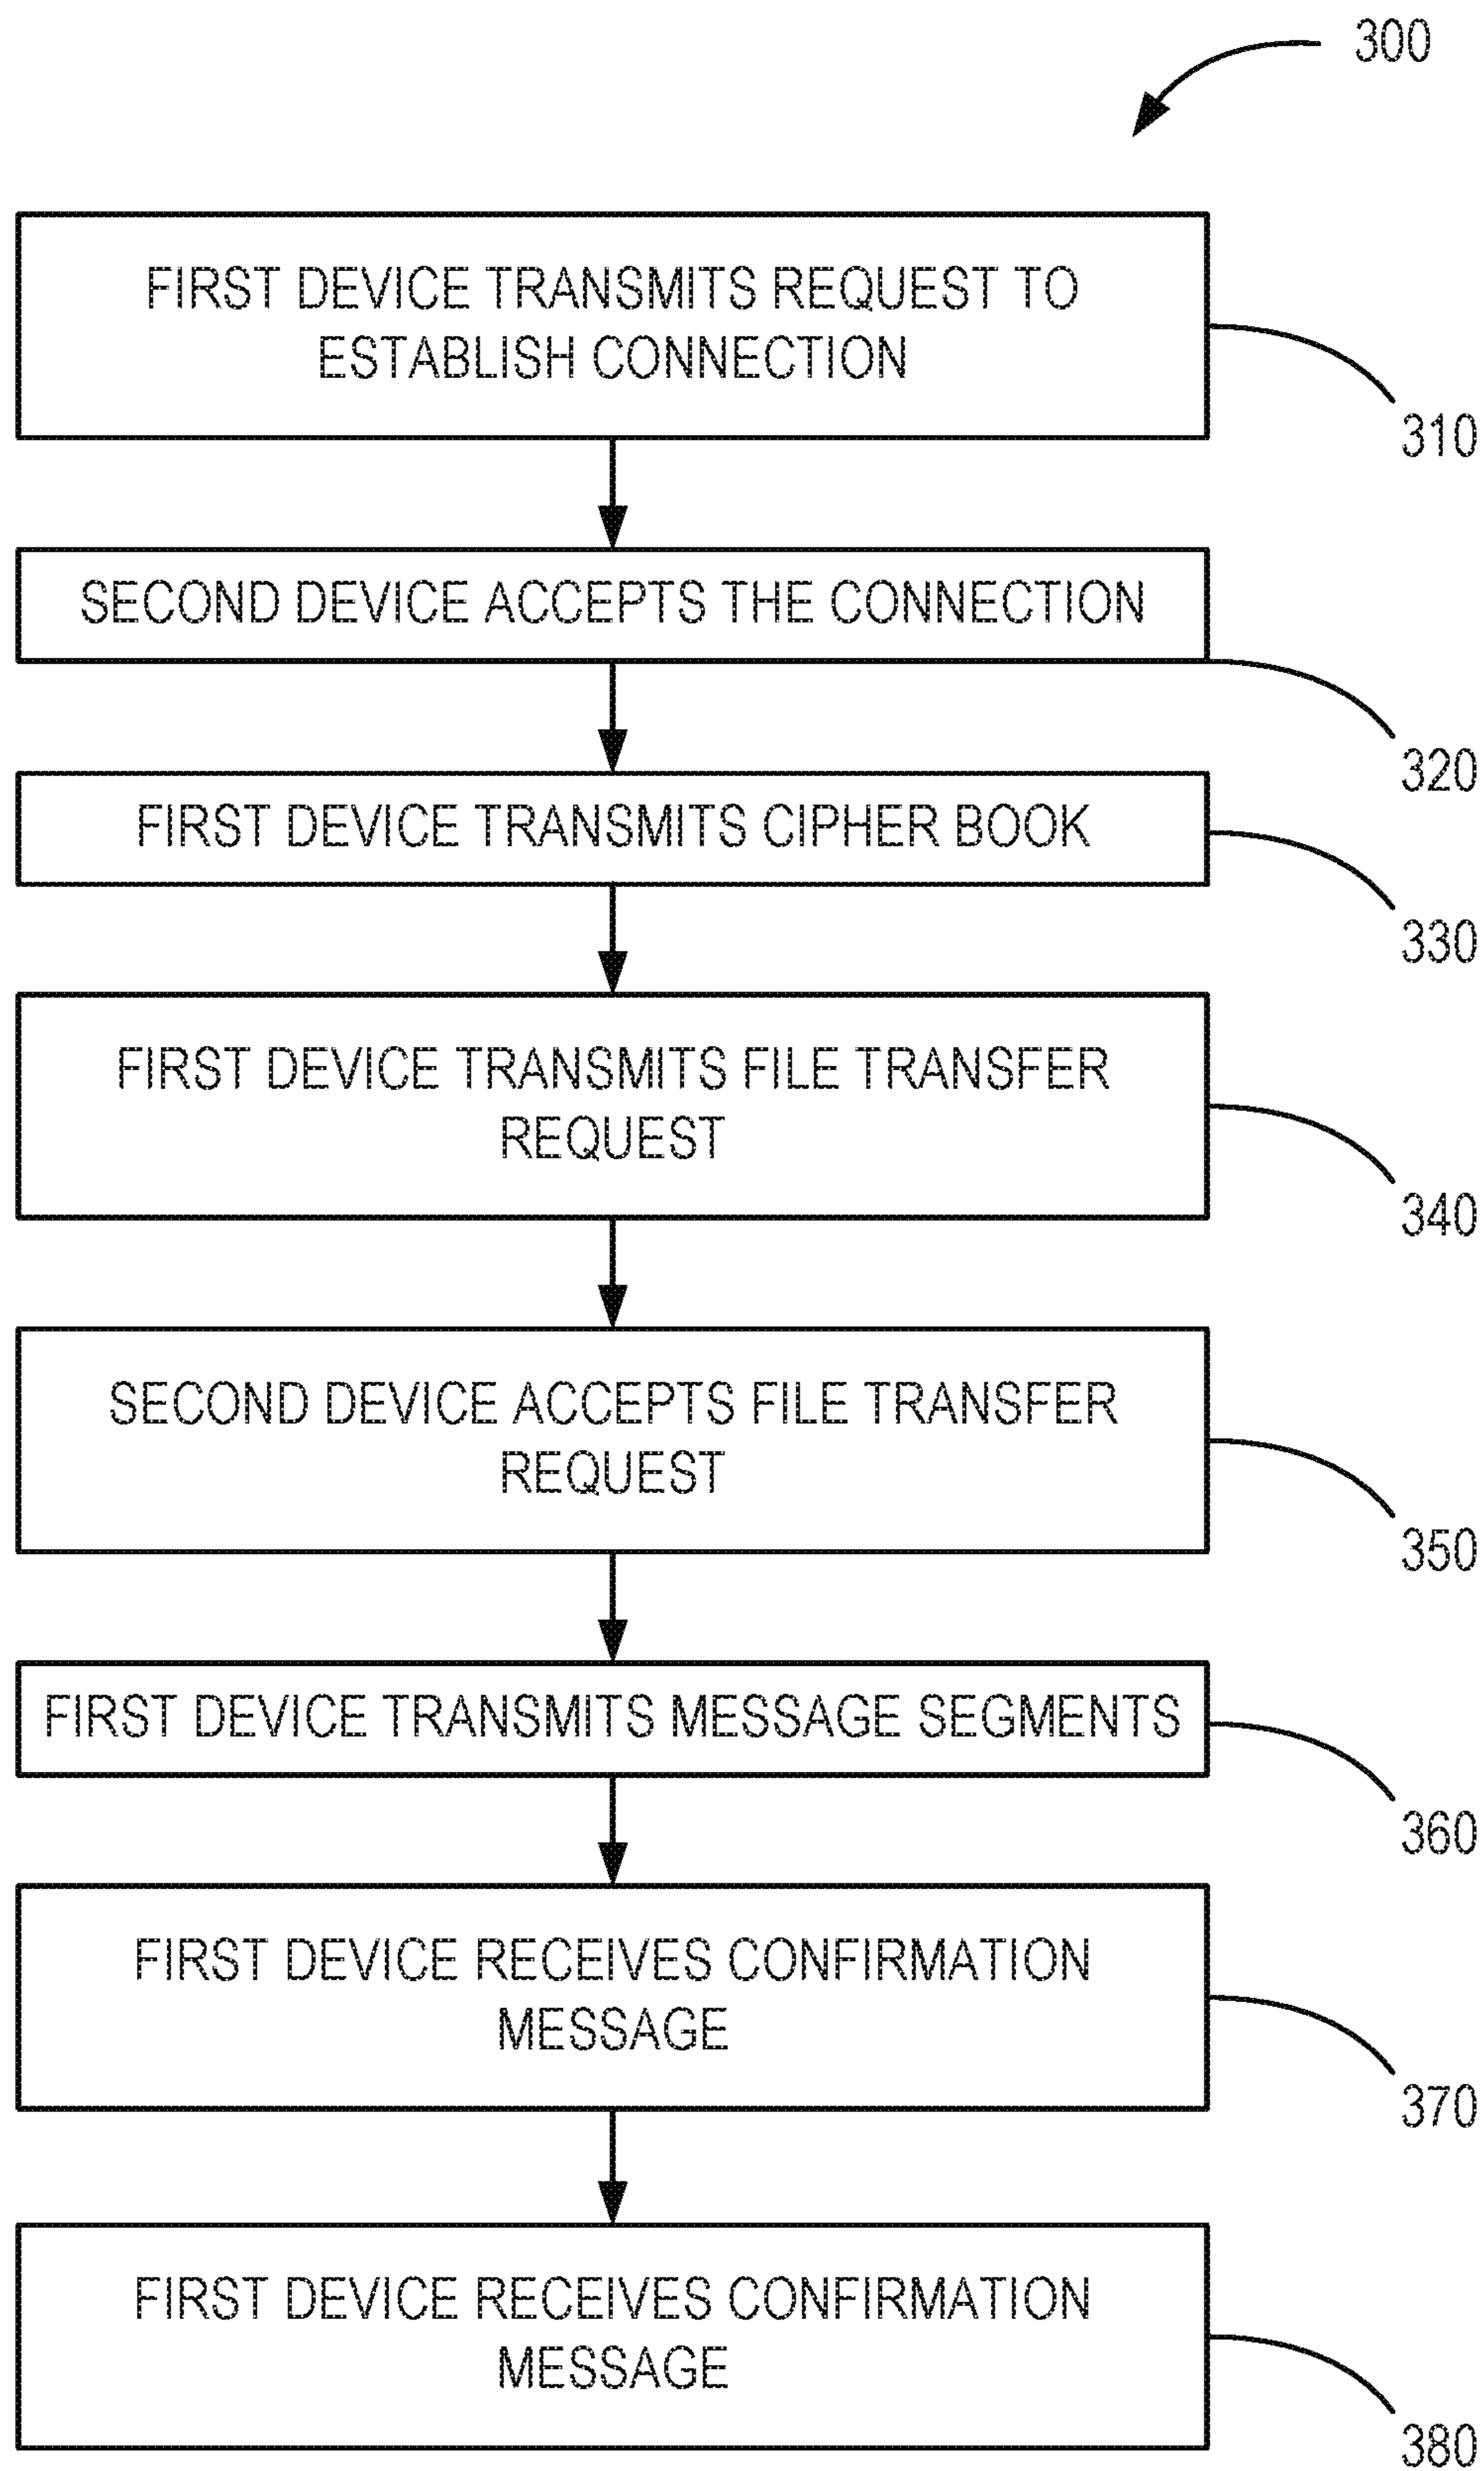 300
FIRST DEVICE TRANSMITS REQUEST TO
ESTABLISH CONNECTION
310
SECOND DEVICE ACCEPTS THE CONNECTION
320
FIRST DEVICE TRANSMITS CIPHER BOOK
330
FIRST DEVICE TRANSMITS FILE TRANSFER
REQUEST
340
SECOND DEVICE ACCEPTS FILE TRANSFER
REQUEST
350
FIRST DEVICE TRANSMITS MESSAGE SEGMENTS
360
FIRST DEVICE RECEIVES CONFIRMATION
MESSAGE
370
FIRST DEVICE RECEIVES CONFIRMATION
MESSAGE
380